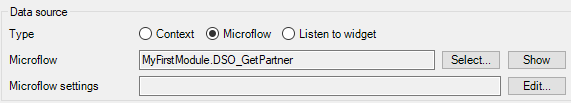 Data source
Type Context Microflow Listen to widget
Microflow MyFirstModule.DSO_GetPartner Select... Show
Microflow settings Edit...